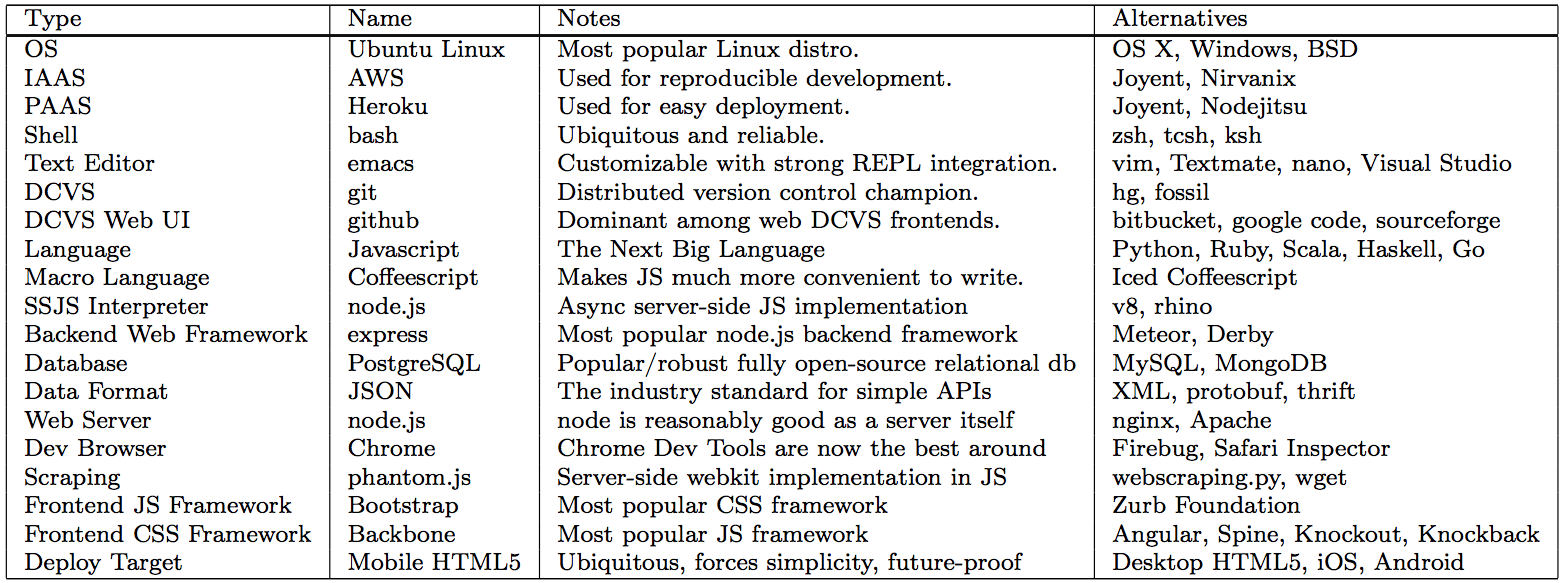 Type Name Notes Alternatives
OS Ubuntu Linux Most popular Linux distro. OS X, Windows, BSD
IAAS AWS Used for reproducible development. Joyent, Nirvanix
PAAS Heroku Used for easy deployment. Joyent, Nodejitsu
Shell bash Ubiquitous and reliable. zsh, tcsh, ksh
Text Editor emacs Customizable with strong REPL integration. vim, Textmate, nano, Visual Studio
DCVS git Distributed version control champion. hg, fossil
DCVS Web UI github Dominant among web DCVS frontends. bitbucket, google code, sourceforge
Language Javascript The Next Big Language Python, Ruby, Scala, Haskell, Go
Macro Language Coffeescript Makes JS much more convenient to write. Iced Coffeescript
SSJS Interpreter node.js Async server-side JS implementation v8, rhino
Backend Web Framework express Most popular node.js backend framework Meteor, Derby
Database PostgreSQL Popular/robust fully open-source relational db MySQL, MongoDB
Data Format JSON The industry standard for simple APIs XML, protobuf, thrift
Web Server node.js node is reasonably good as a server itself nginx, Apache
Dev Browser Chrome Chrome Dev Tools are now the best around Firebug, Safari Inspector
Scraping phantom.js Server-side webkit implementation in JS webscraping.py, wget
Frontend JS Framework Bootstrap Most popular CSS framework Zurb Foundation
Frontend CSS Framework Backbone Most popular JS framework Angular, Spine, Knockout, Knockback
Deploy Target Mobile HTML5 Ubiquitous, forces simplicity, future-proof Desktop HTML5, iOS, Android